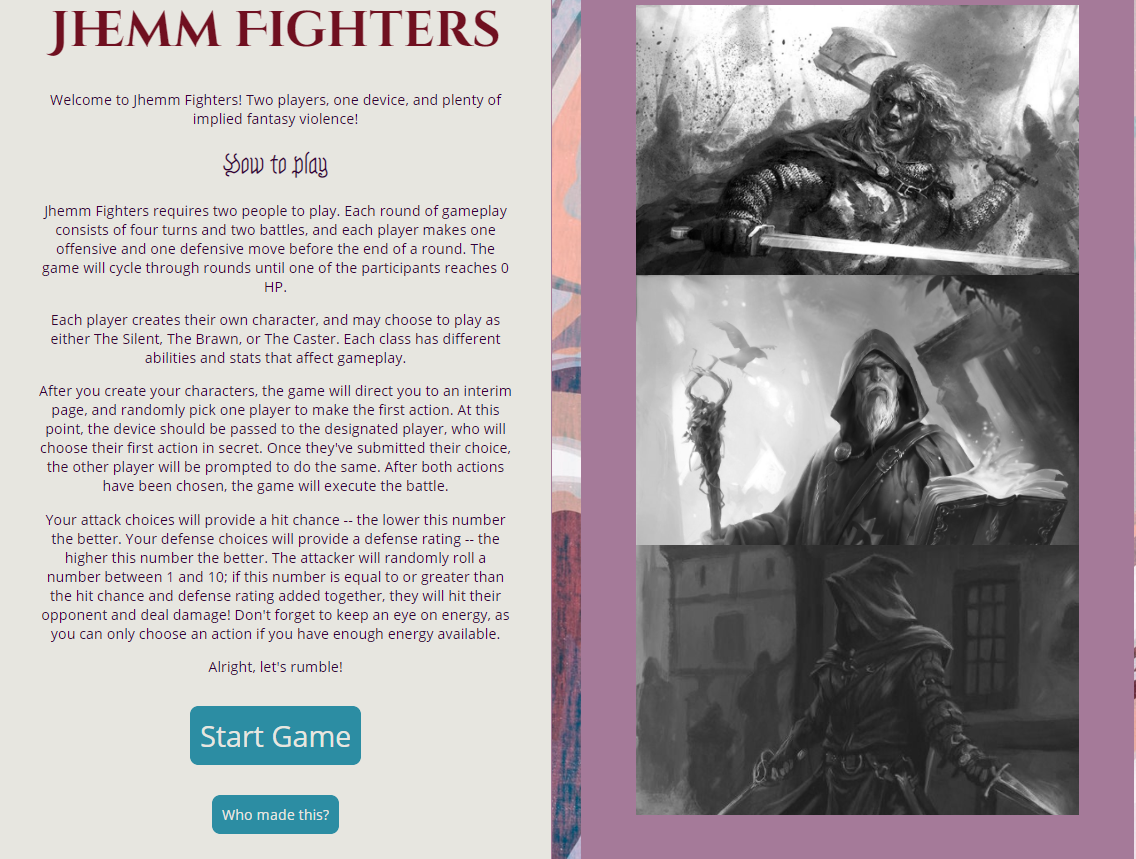 JHEMM FIGHTERS
Welcome to Jhemm Fighters! Two players, one device, and plenty of
implied fantasy violence!
How to play
Jhemm Fighters requires two people to play. Each round of gameplay
consists of four turns and two battles, and each player makes one
offensive and one defensive move before the end of a round. The
game will cycle through rounds until one of the participants reaches 0
HP.
Each player creates their own character, and may choose to play as
either The Silent, The Brawn, or The Caster. Each class has different
abilities and stats that affect gameplay.
After you create your characters, the game will direct you to an interim
page, and randomly pick one player to make the first action. At this
point, the device should be passed to the designated player, who will
choose their first action in secret. Once they've submitted their choice,
the other player will be prompted to do the same. After both actions
have been chosen, the game will execute the battle.
Your attack choices will provide a hit chance -- the lower this number
the better. Your defense choices will provide a defense rating -- the
higher this number the better. The attacker will randomly roll a
number between 1 and 10; if this number is equal to or greater than
the hit chance and defense rating added together, they will hit their
opponent and deal damage! Don't forget to keep an eye on energy, as
you can only choose an action if you have enough energy available.
Alright, let's rumble!
Start Game
Who made this?